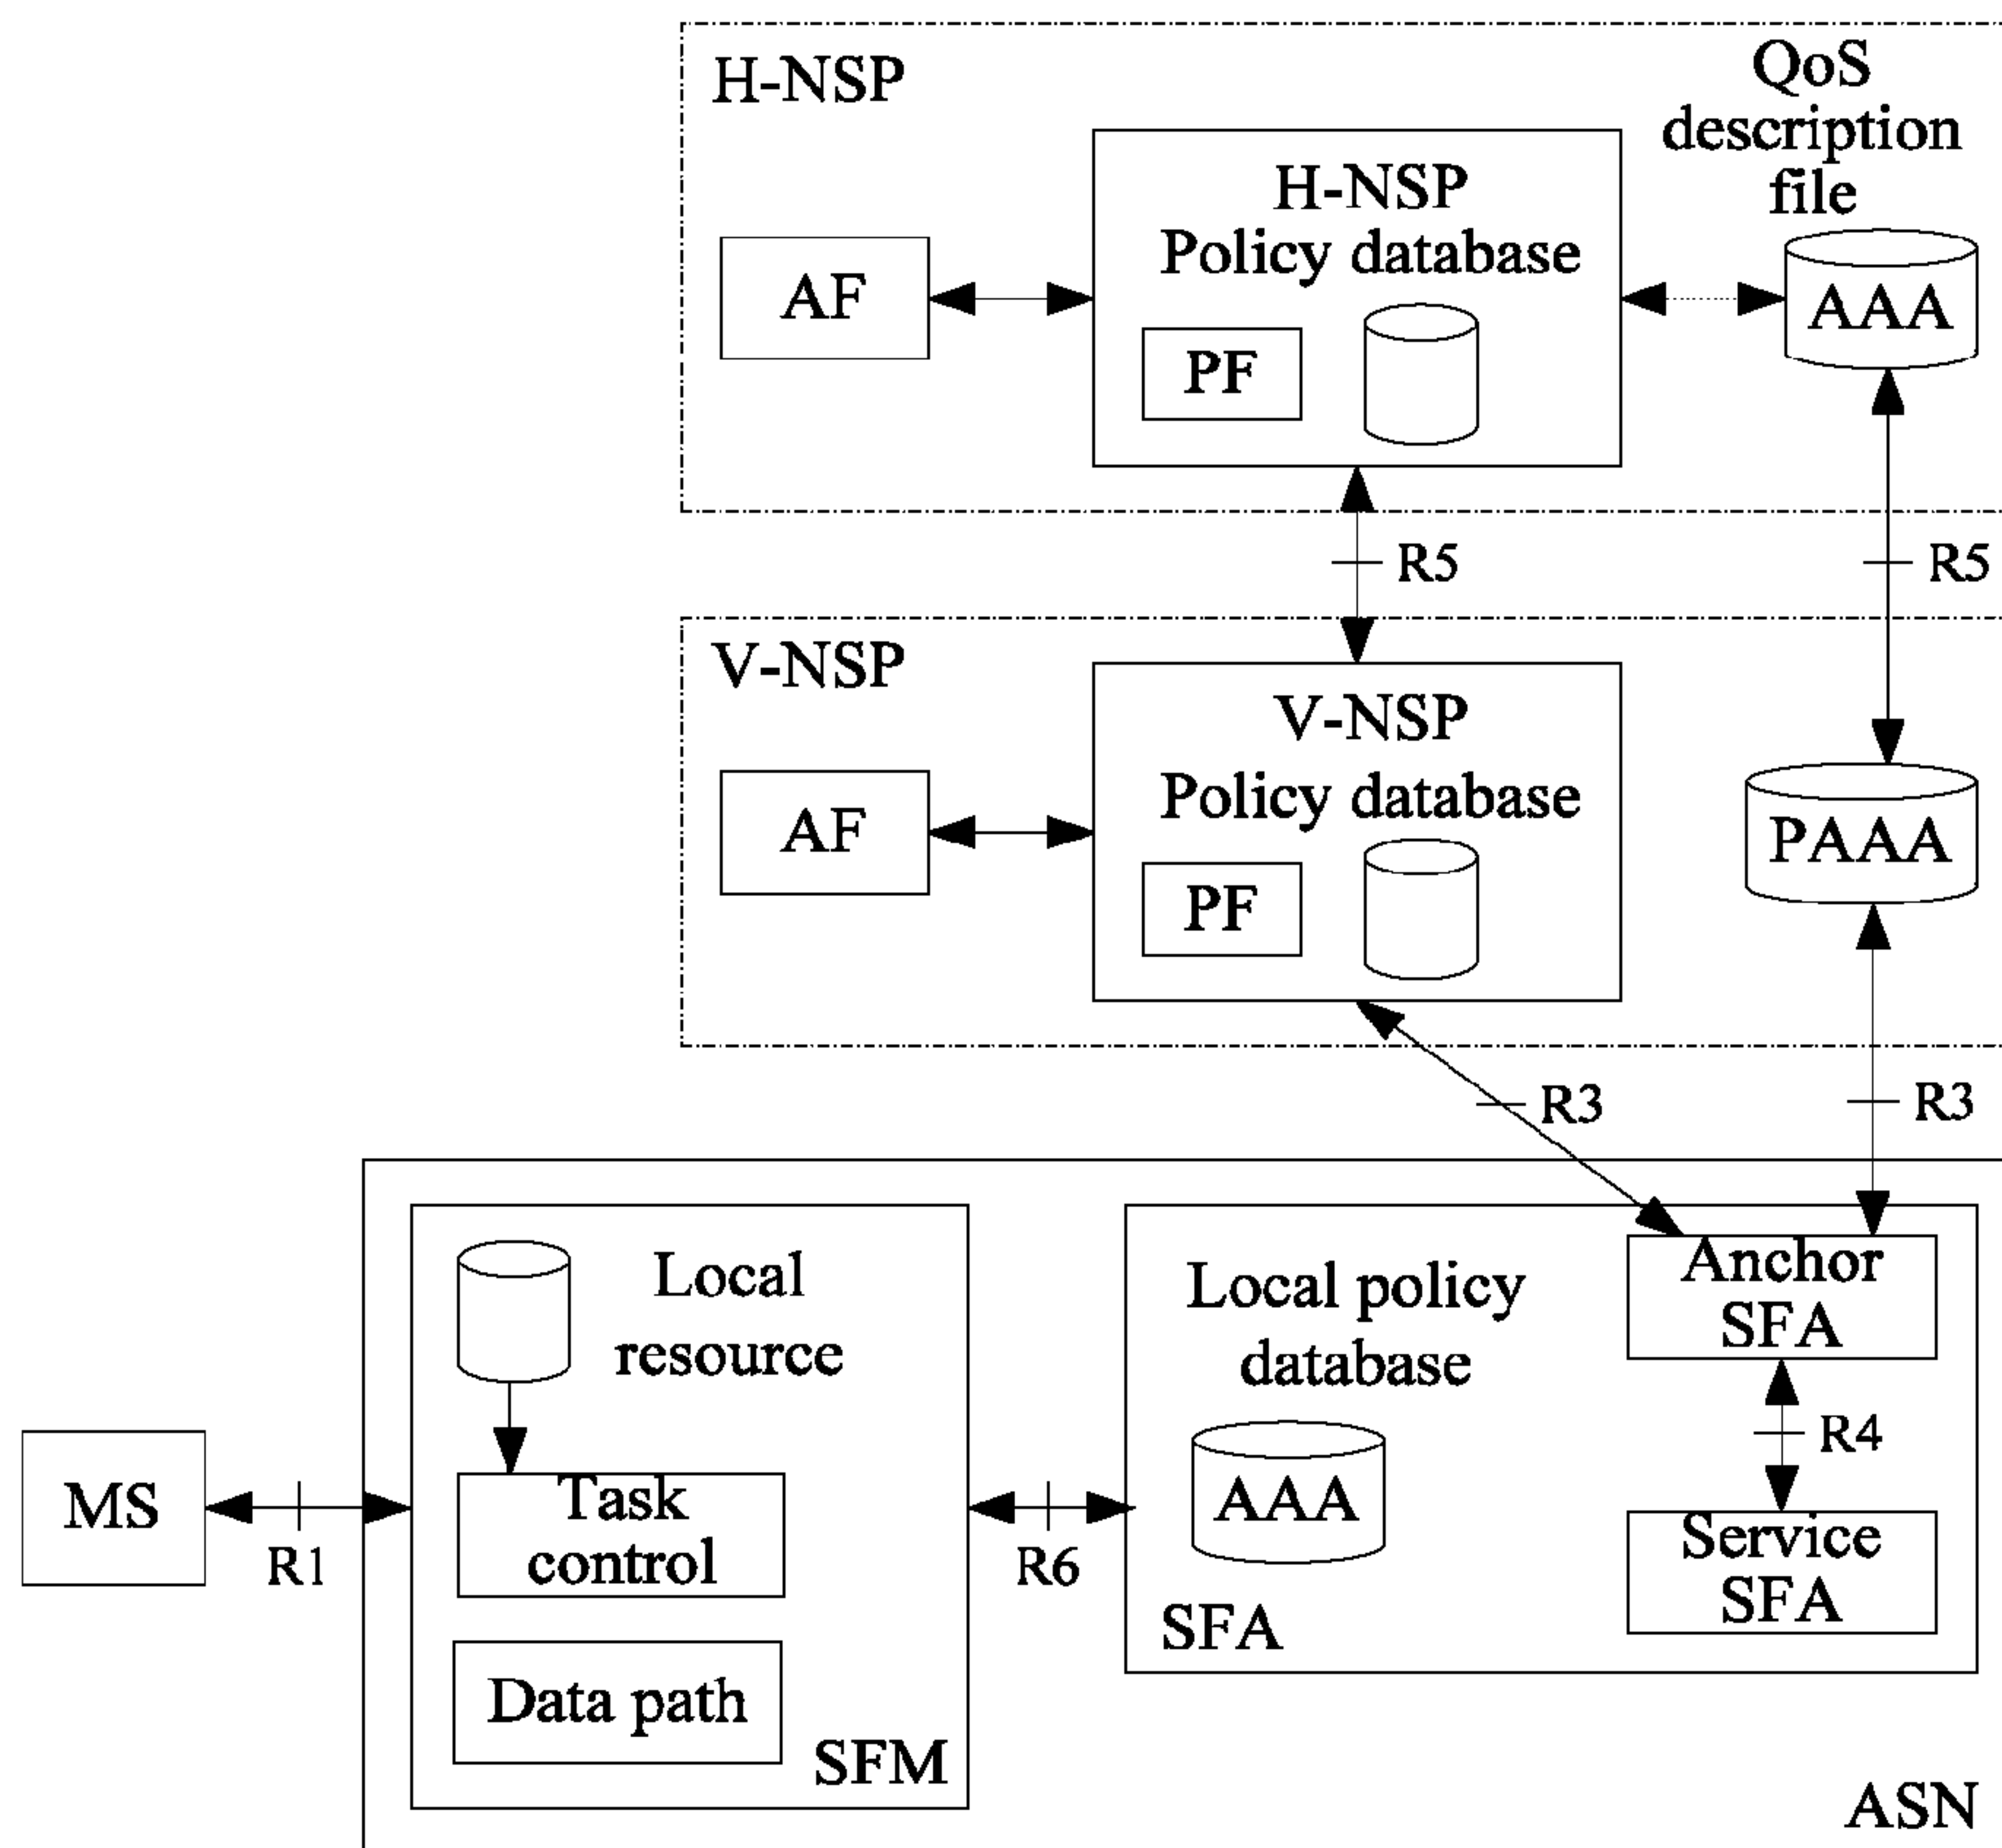 H-NSP
QoS
description
file
H-NSP
Policy database
AF
PF
AAA
R5
R5
V-NSP
V-NSP
Policy database
AF
PF
PAAA
R3
R3
Local
resource
Task
control
Data path
SFM
MS
R1
R6
Local policy
database
AAA
SFA
Anchor
SFA
R4
Service
SFA
ASN